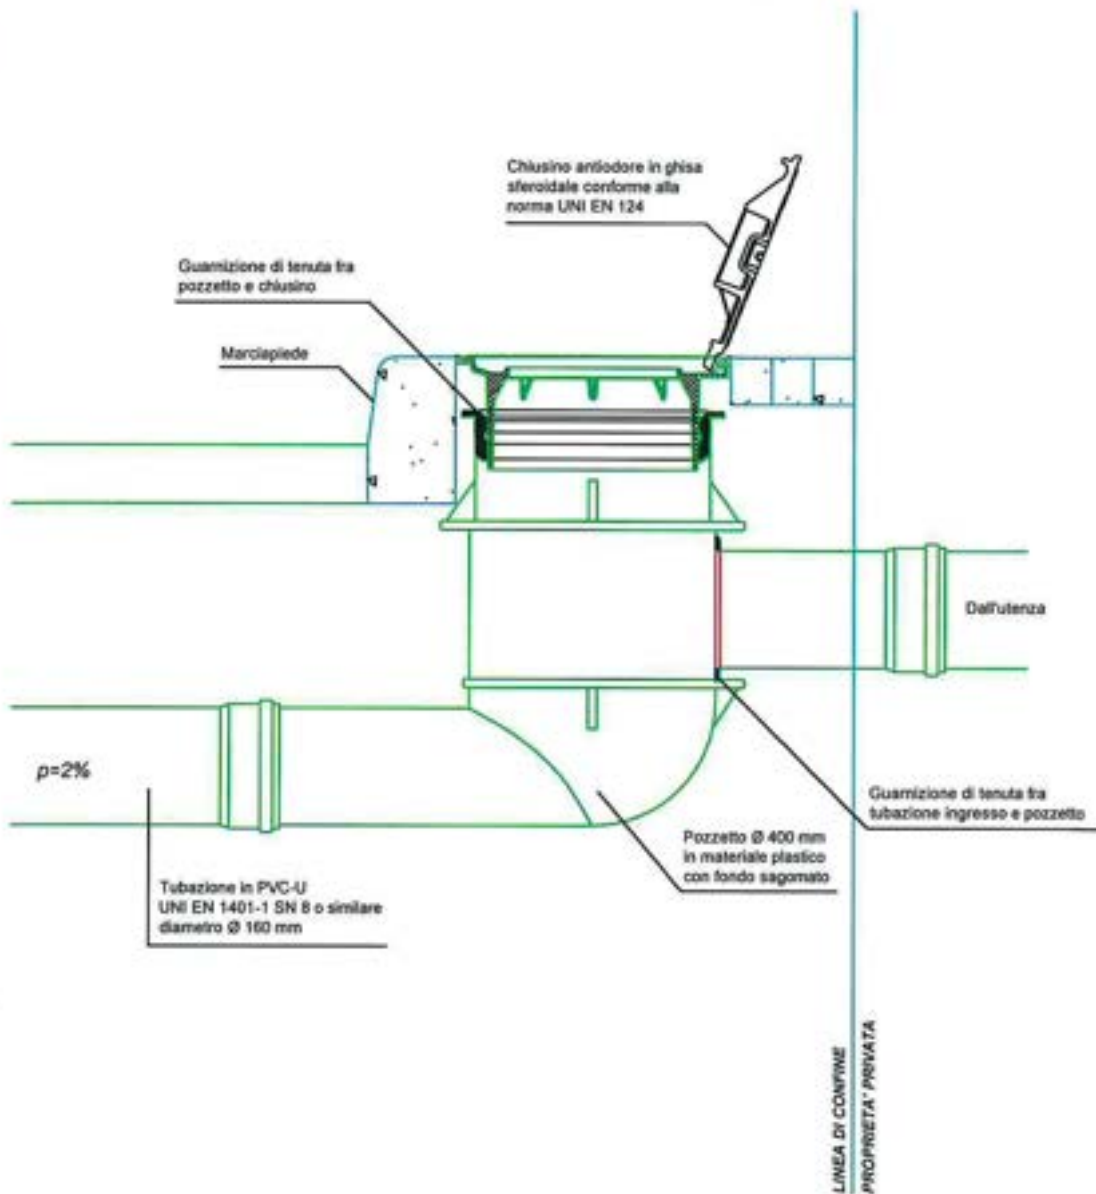 Chiusino antiodore in ghisa
sferoidale conforme alla
norma UNI EN 124
Guarnizione di tenuta fra
pozzetto e chiusino
Marciapiede
Dall'utenza
p=2%
Guarnizione di tenuta fra
tubazione ingresso e pozzetto
Pozzetto Ø 400 mm
in materiale plastico
con fondo sagomato
Tubazione in PVC-U
UNI EN 1401-1 SN 8 o similare
diametro Ø 160 mm
LINEA DI CONFINE
PROPRIETA' PRIVATA